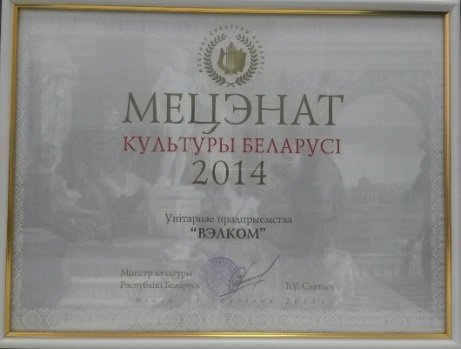 МЕЦЭНАТ
КУЛЬТУРЫ БЕЛАРУСІ
2014
Унітарнае прадпрыемства
“ВЭЛКОМ”
Міністр культуры
Рэспублікі Беларусь
Б.У. Святлоў